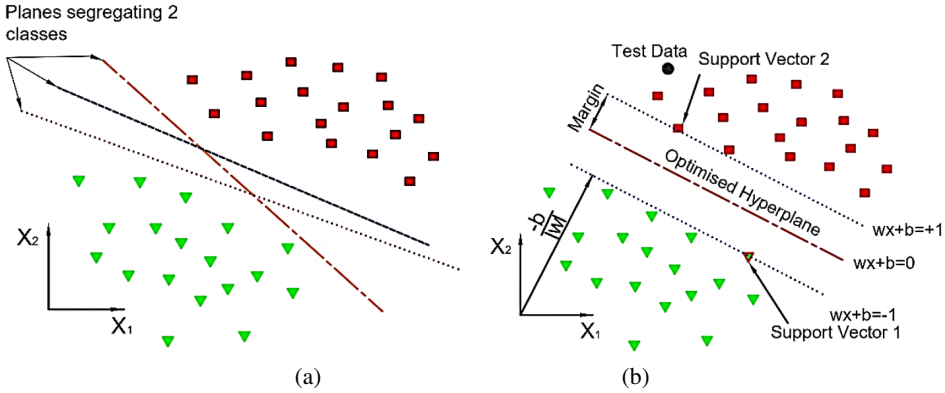 Planes segregating 2
classes
X₂
X₁
(a)
Test Data
Support Vector 2
Margin
Optimised Hyperplane
-b
|w|
wx+b=+1
wx+b=0
wx+b=-1
Support Vector 1
X₂
X₁
(b)